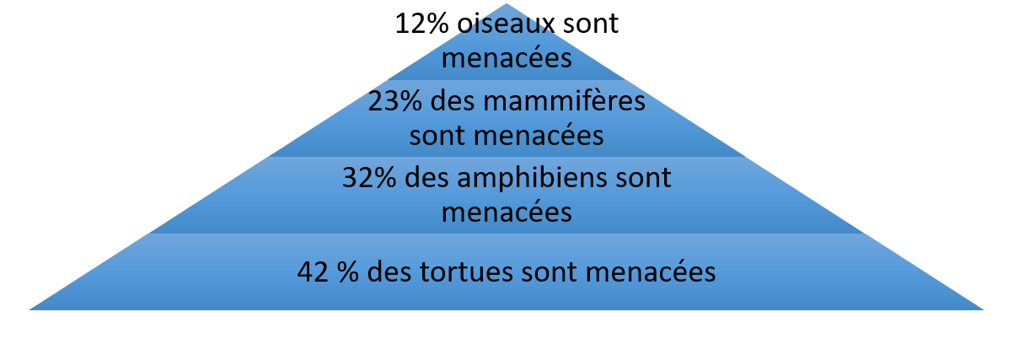 12% oiseaux sont
menacées
23% des mammifères
sont menacées
32% des amphibiens sont
menacées
42 % des tortues sont menacées